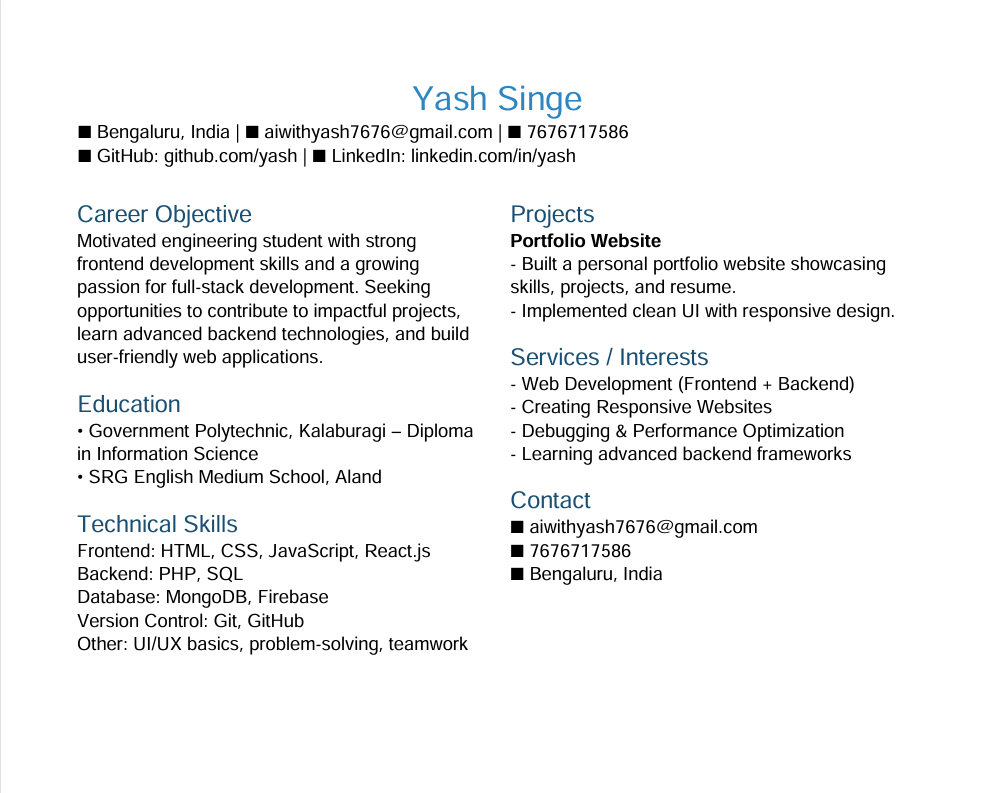 Yash Singe
■ Bengaluru, India | ■ aiwithyash7676@gmail.com | ■ 7676717586
■ GitHub: github.com/yash | ■ LinkedIn: linkedin.com/in/yash
Career Objective
Motivated engineering student with strong
frontend development skills and a growing
passion for full-stack development. Seeking
opportunities to contribute to impactful projects,
learn advanced backend technologies, and build
user-friendly web applications.
Education
• Government Polytechnic, Kalaburagi – Diploma
in Information Science
• SRG English Medium School, Aland
Technical Skills
Frontend: HTML, CSS, JavaScript, React.js
Backend: PHP, SQL
Database: MongoDB, Firebase
Version Control: Git, GitHub
Other: UI/UX basics, problem-solving, teamwork
Projects
Portfolio Website
- Built a personal portfolio website showcasing
skills, projects, and resume.
- Implemented clean UI with responsive design.
Services / Interests
- Web Development (Frontend + Backend)
- Creating Responsive Websites
- Debugging & Performance Optimization
- Learning advanced backend frameworks
Contact
■ aiwithyash7676@gmail.com
■ 7676717586
■ Bengaluru, India